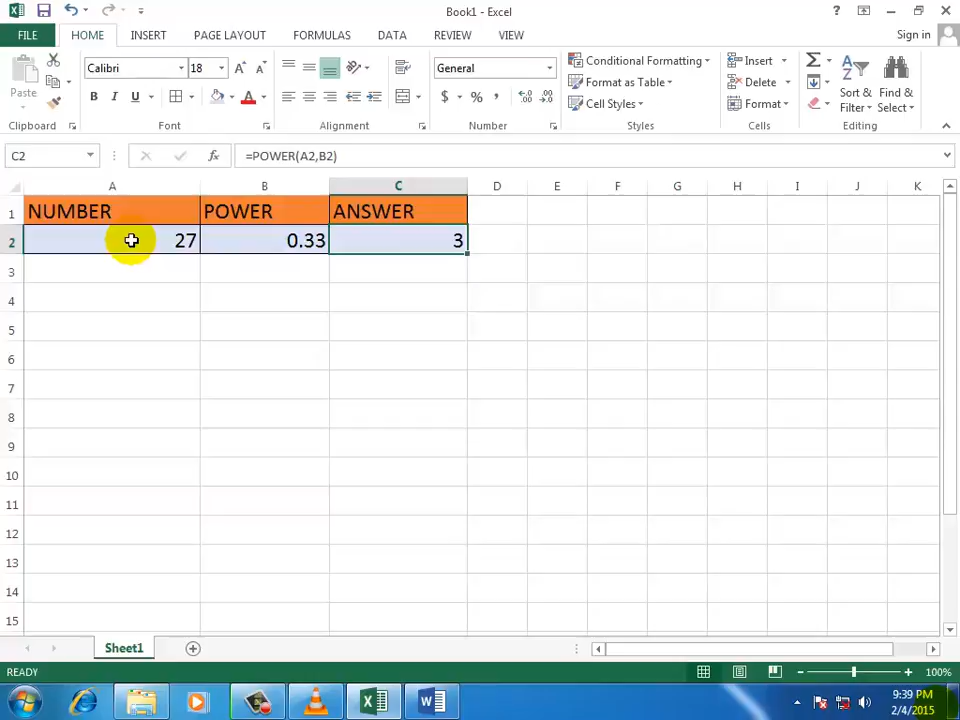 Book1 - Excel
?
FILE HOME INSERT PAGE LAYOUT FORMULAS DATA REVIEW VIEW Sign in
Paste
Calibri 18
B I U
A
General
$ % ,
Conditional Formatting
Format as Table
Cell Styles
Insert
Delete
Format
Sort & Filter
Find & Select
Clipboard Font Alignment Number Styles Cells Editing
C2 fx =POWER(A2,B2)
A B C D E F G H I J K
1 NUMBER POWER ANSWER
2 27 0.33 3
3
4
5
6
7
8
9
10
11
12
13
14
15
Sheet1
READY 100%
9:39 PM
2/4/2015